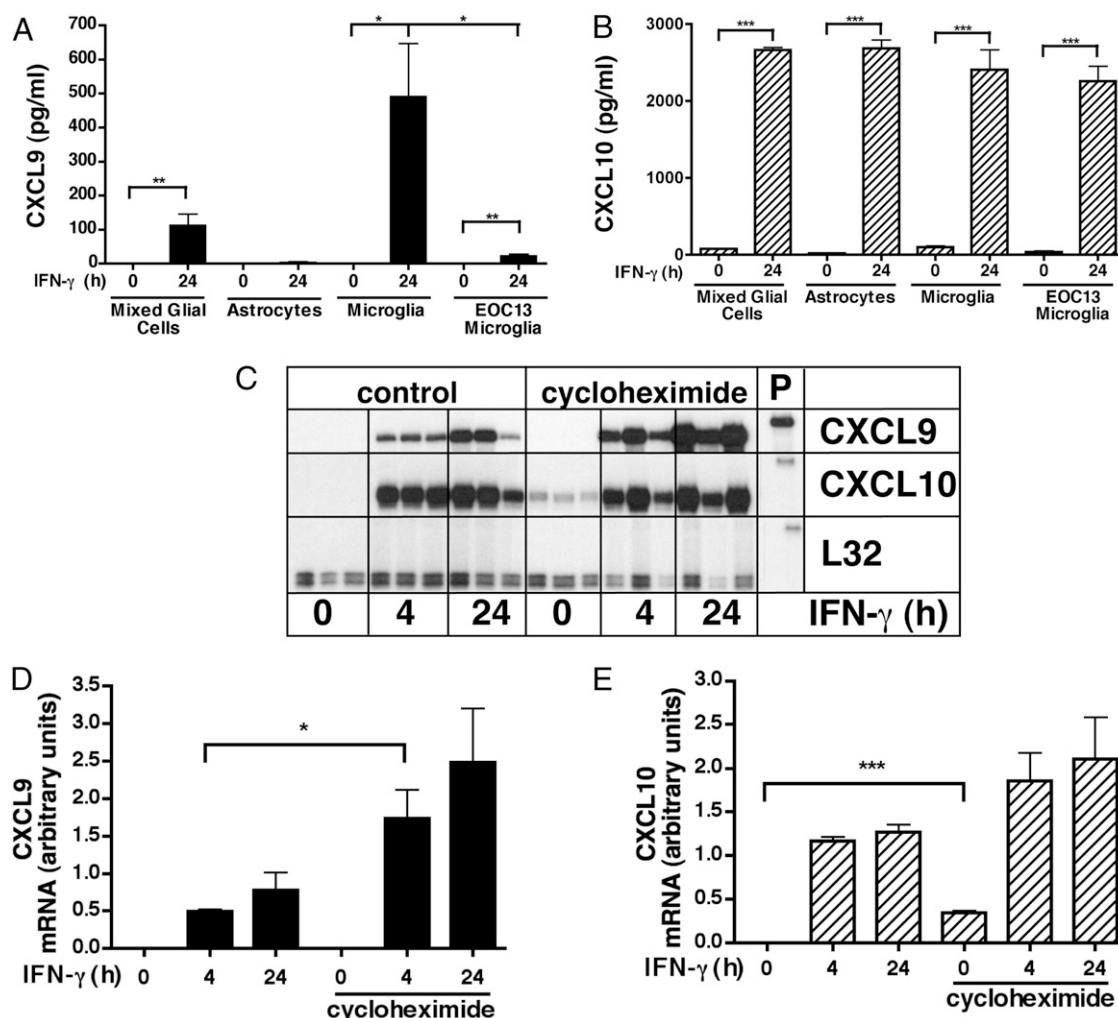 A
CXCL9 (pg/ml)
700
600
500
400
300
200
100
0
* *
** **
IFN-γ (h) 0 24 0 24 0 24 0 24
Mixed Glial Cells Astrocytes Microglia EOC13 Microglia
B
CXCL10 (pg/ml)
3000
2000
1000
0
*** *** *** ***
0 24 0 24 0 24 0 24
IFN-γ (h)
Mixed Glial Cells Astrocytes Microglia EOC13 Microglia
C
control cycloheximide P
CXCL9
CXCL10
L32
0 4 24 0 4 24 IFN-γ (h)
D
CXCL9
mRNA (arbitrary units)
3.5
3.0
2.5
2.0
1.5
1.0
0.5
0.0
*
IFN-γ (h) 0 4 24 0 4 24
cycloheximide
E
CXCL10
mRNA (arbitrary units)
3.0
2.5
2.0
1.5
1.0
0.5
0.0
***
IFN-γ (h) 0 4 24 0 4 24
cycloheximide